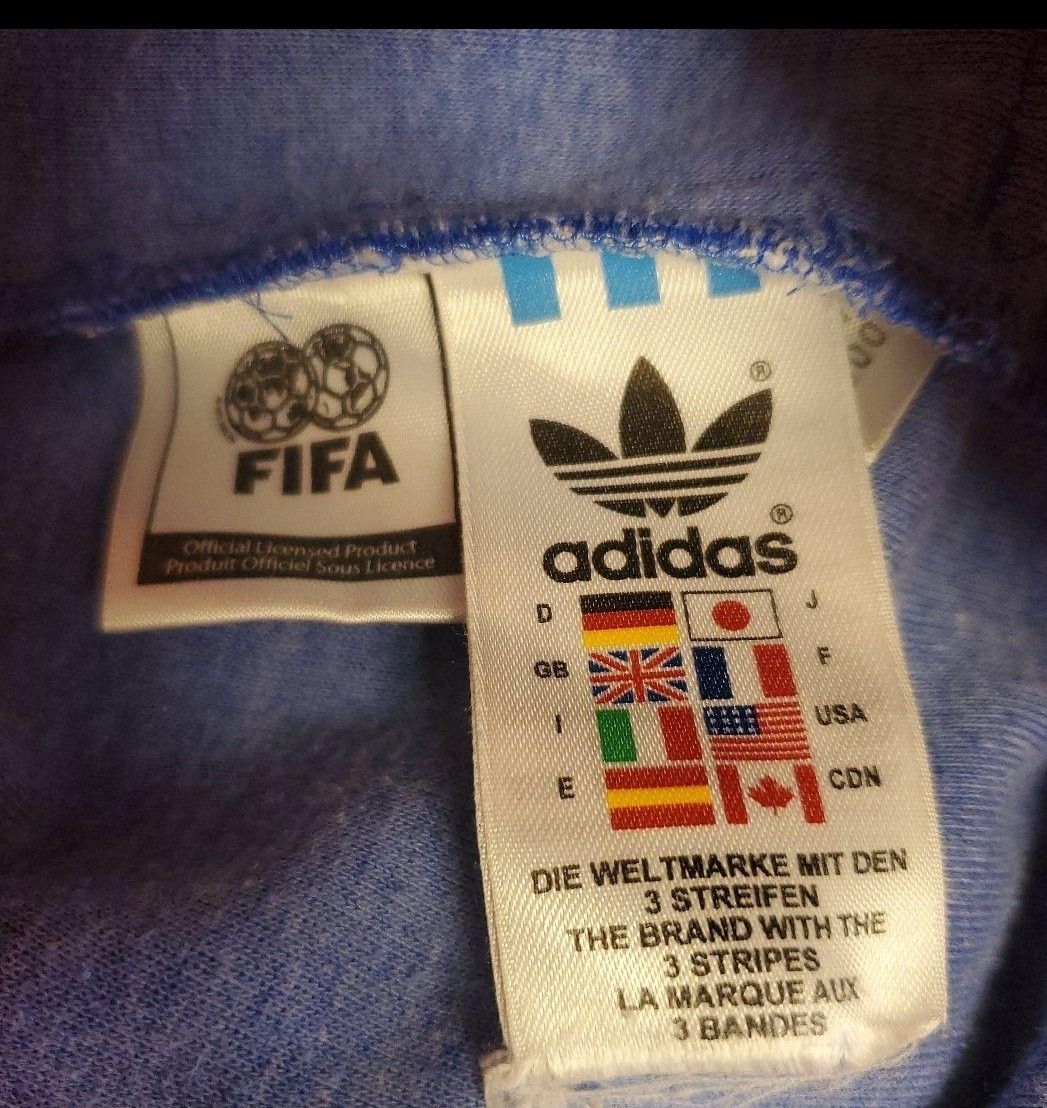 FIFA
Official Licensed Product
Produit Officiel Sous Licence
®
®
adidas
D J
GB F
I USA
E CDN
DIE WELTMARKE MIT DEN
3 STREIFEN
THE BRAND WITH THE
3 STRIPES
LA MARQUE AUX
3 BANDES